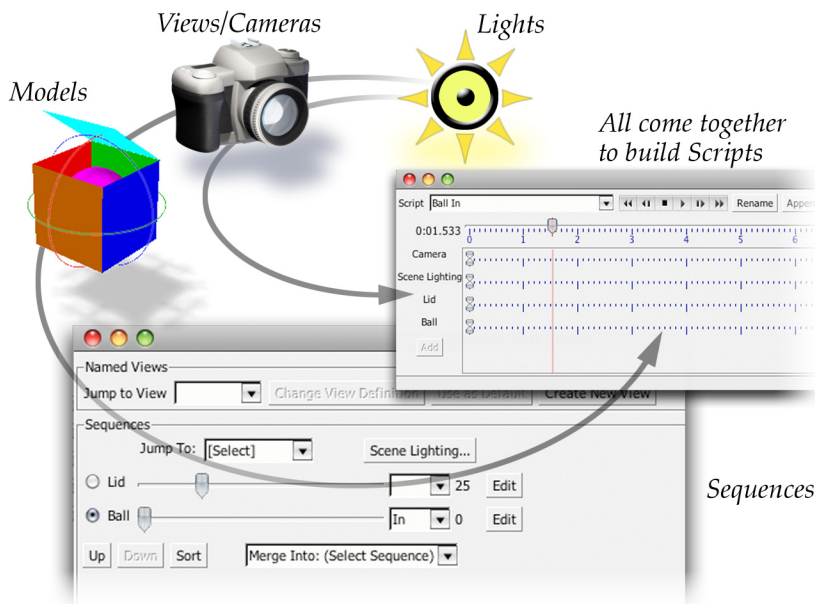 Views/Cameras
Lights
Models
All come together
to build Scripts
Script Ball In Rename Appen
0:01.533
0 1 2 3 4 5 6
Camera
Scene Lighting
Lid
Ball
Add
Named Views
Jump to View Change View Definition Use as Default Create New View
Sequences
Jump To: [Select] Scene Lighting...
Lid 25 Edit
Ball In 0 Edit
Up Down Sort Merge Into: (Select Sequence)
Sequences